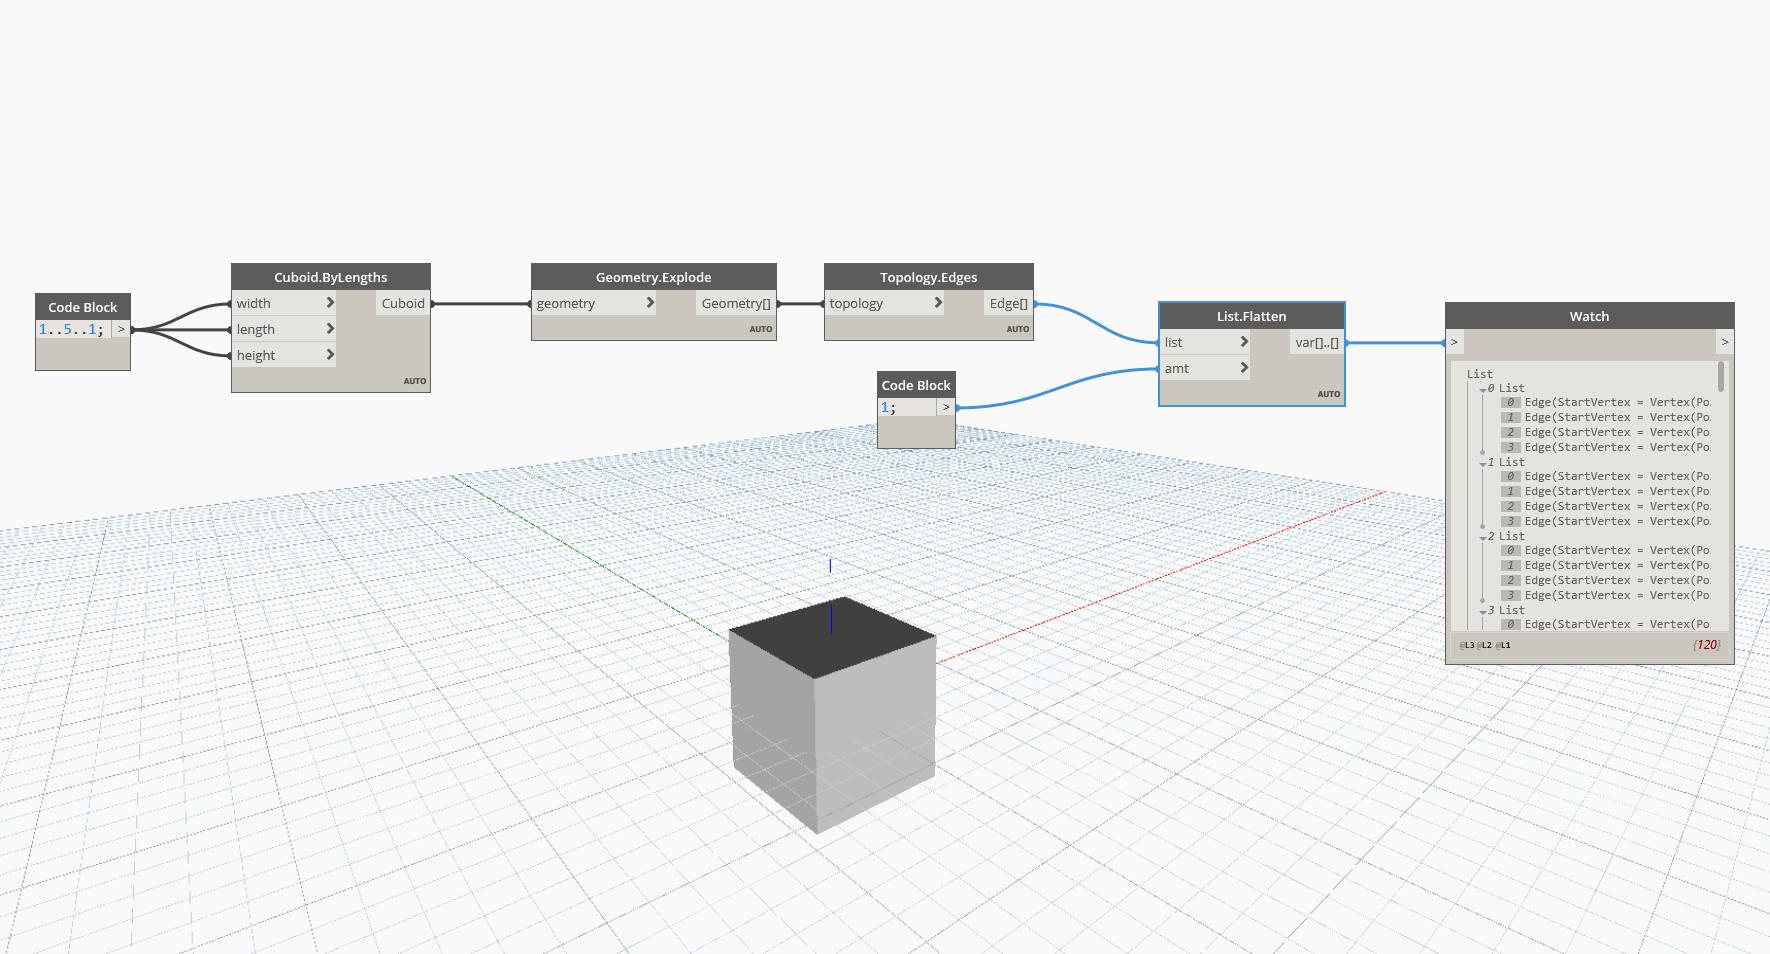 Code Block
1..5..1; >
Cuboid.ByLengths
width > Cuboid
length >
height >
AUTO
Geometry.Explode
geometry > Geometry[]
AUTO
Topology.Edges
topology > Edge[]
AUTO
Code Block
1; >
List.Flatten
list > var[]..[]
amt >
AUTO
Watch
> >
List
0 List
0 Edge(StartVertex = Vertex(Po
1 Edge(StartVertex = Vertex(Po
2 Edge(StartVertex = Vertex(Po
3 Edge(StartVertex = Vertex(Po
1 List
0 Edge(StartVertex = Vertex(Po
1 Edge(StartVertex = Vertex(Po
2 Edge(StartVertex = Vertex(Po
3 Edge(StartVertex = Vertex(Po
2 List
0 Edge(StartVertex = Vertex(Po
1 Edge(StartVertex = Vertex(Po
2 Edge(StartVertex = Vertex(Po
3 Edge(StartVertex = Vertex(Po
3 List
0 Edge(StartVertex = Vertex(Po
@L3 @L2 @L1 {120}